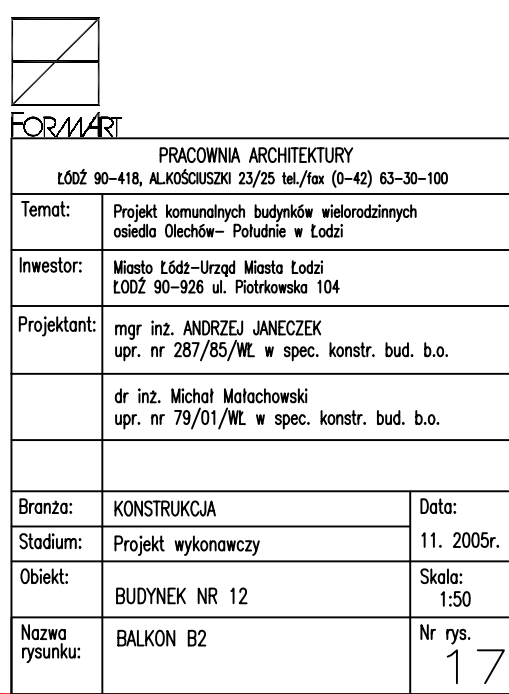 FORMART
PRACOWNIA ARCHITEKTURY
ŁÓDŹ 90-418, AL.KOŚCIUSZKI 23/25 tel./fax (0-42) 63-30-100
Temat: Projekt komunalnych budynków wielorodzinnych
osiedla Olechów- Południe w Łodzi
Inwestor: Miasto Łódź-Urząd Miasta Łodzi
ŁODŹ 90-926 ul. Piotrkowska 104
Projektant: mgr inż. ANDRZEJ JANECZEK
upr. nr 287/85/WŁ w spec. konstr. bud. b.o.
dr inż. Michał Małachowski
upr. nr 79/01/WŁ w spec. konstr. bud. b.o.
Branża: KONSTRUKCJA Data:
Stadium: Projekt wykonawczy 11. 2005r.
Obiekt: Skala:
BUDYNEK NR 12 1:50
Nazwa BALKON B2 Nr rys.
rysunku: 17